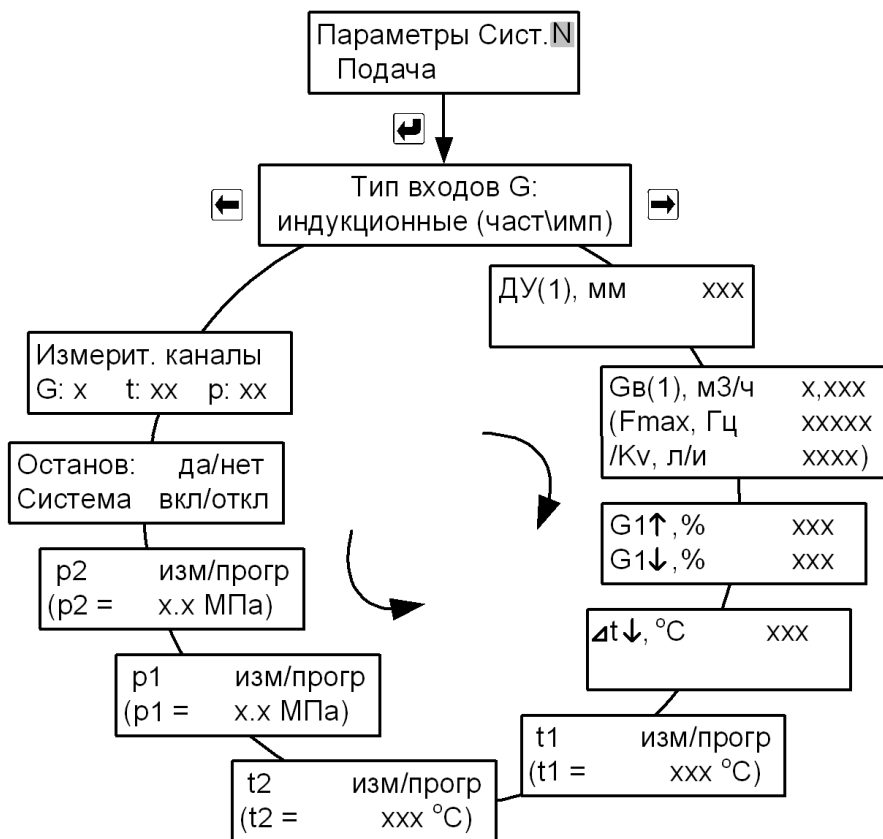 Параметры Сист.N
Подача
Тип входов G:
индукционные (част\имп)
ДУ(1), мм xxx
Gв(1), м3/ч x,xxx
(Fmax, Гц xxxxx
/Kv, л/и xxxx)
G1↑,% xxx
G1↓,% xxx
⊿t↓, °C xxx
t1 изм/прогр
(t1 = xxx °C)
t2 изм/прогр
(t2 = xxx °C)
p1 изм/прогр
(p1 = x.x МПа)
p2 изм/прогр
(p2 = x.x МПа)
Останов: да/нет
Система вкл/откл
Измерит. каналы
G: x t: xx p: xx